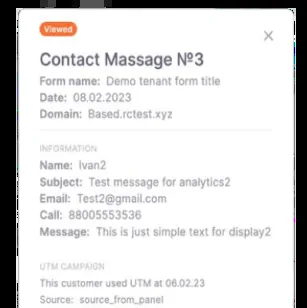 Viewed
Contact Massage №3
Form name: Demo tenant form title
Date: 08.02.2023
Domain: Based.rctest.xyz
INFORMATION
Name: Ivan2
Subject: Test message for analytics2
Email: Test2@gmail.com
Call: 88005553536
Message: This is just simple text for display2
UTM CAMPAIGN
This customer used UTM at 06.02.23
Source: source_from_panel